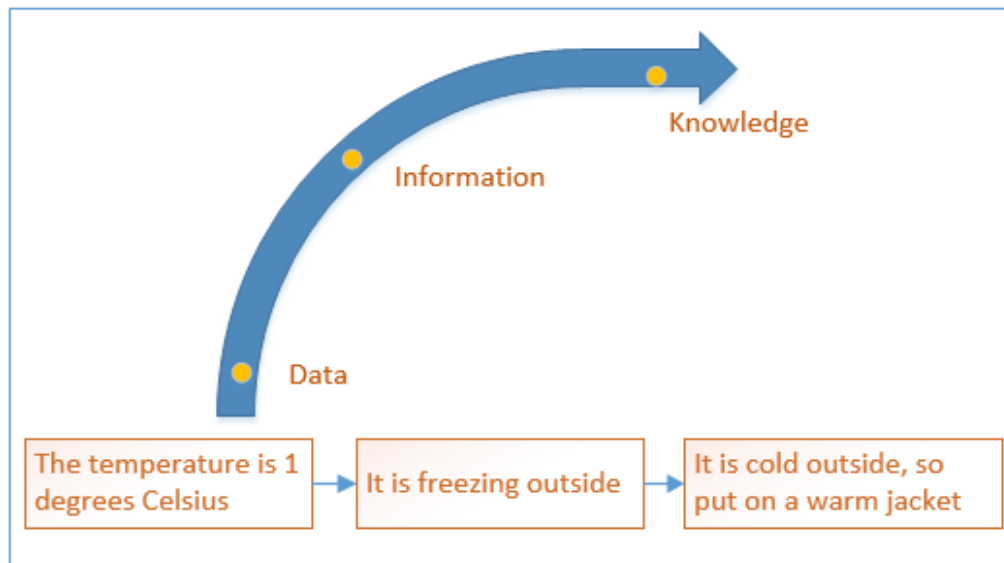 Knowledge
Information
Data
The temperature is 1
degrees Celsius
It is freezing outside
It is cold outside, so
put on a warm jacket